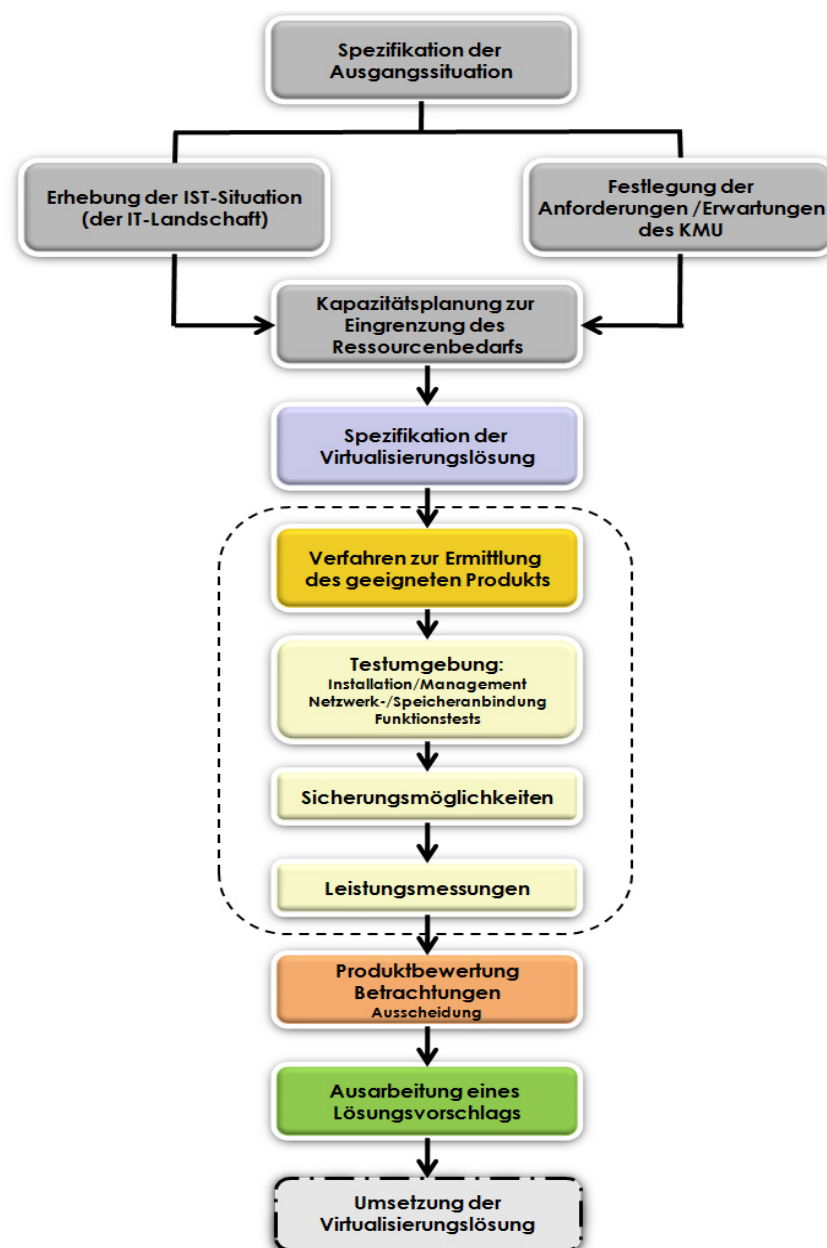 Spezifikation der
Ausgangssituation
Erhebung der IST-Situation
(der IT-Landschaft)
Festlegung der
Anforderungen /Erwartungen
des KMU
Kapazitätsplanung zur
Eingrenzung des
Ressourcenbedarfs
Spezifikation der
Virtualisierungslösung
Verfahren zur Ermittlung
des geeigneten Produkts
Testumgebung:
Installation/Management
Netzwerk-/Speicheranbindung
Funktionstests
Sicherungsmöglichkeiten
Leistungsmessungen
Produktbewertung
Betrachtungen
Ausscheidung
Ausarbeitung eines
Lösungsvorschlags
Umsetzung der
Virtualisierungslösung